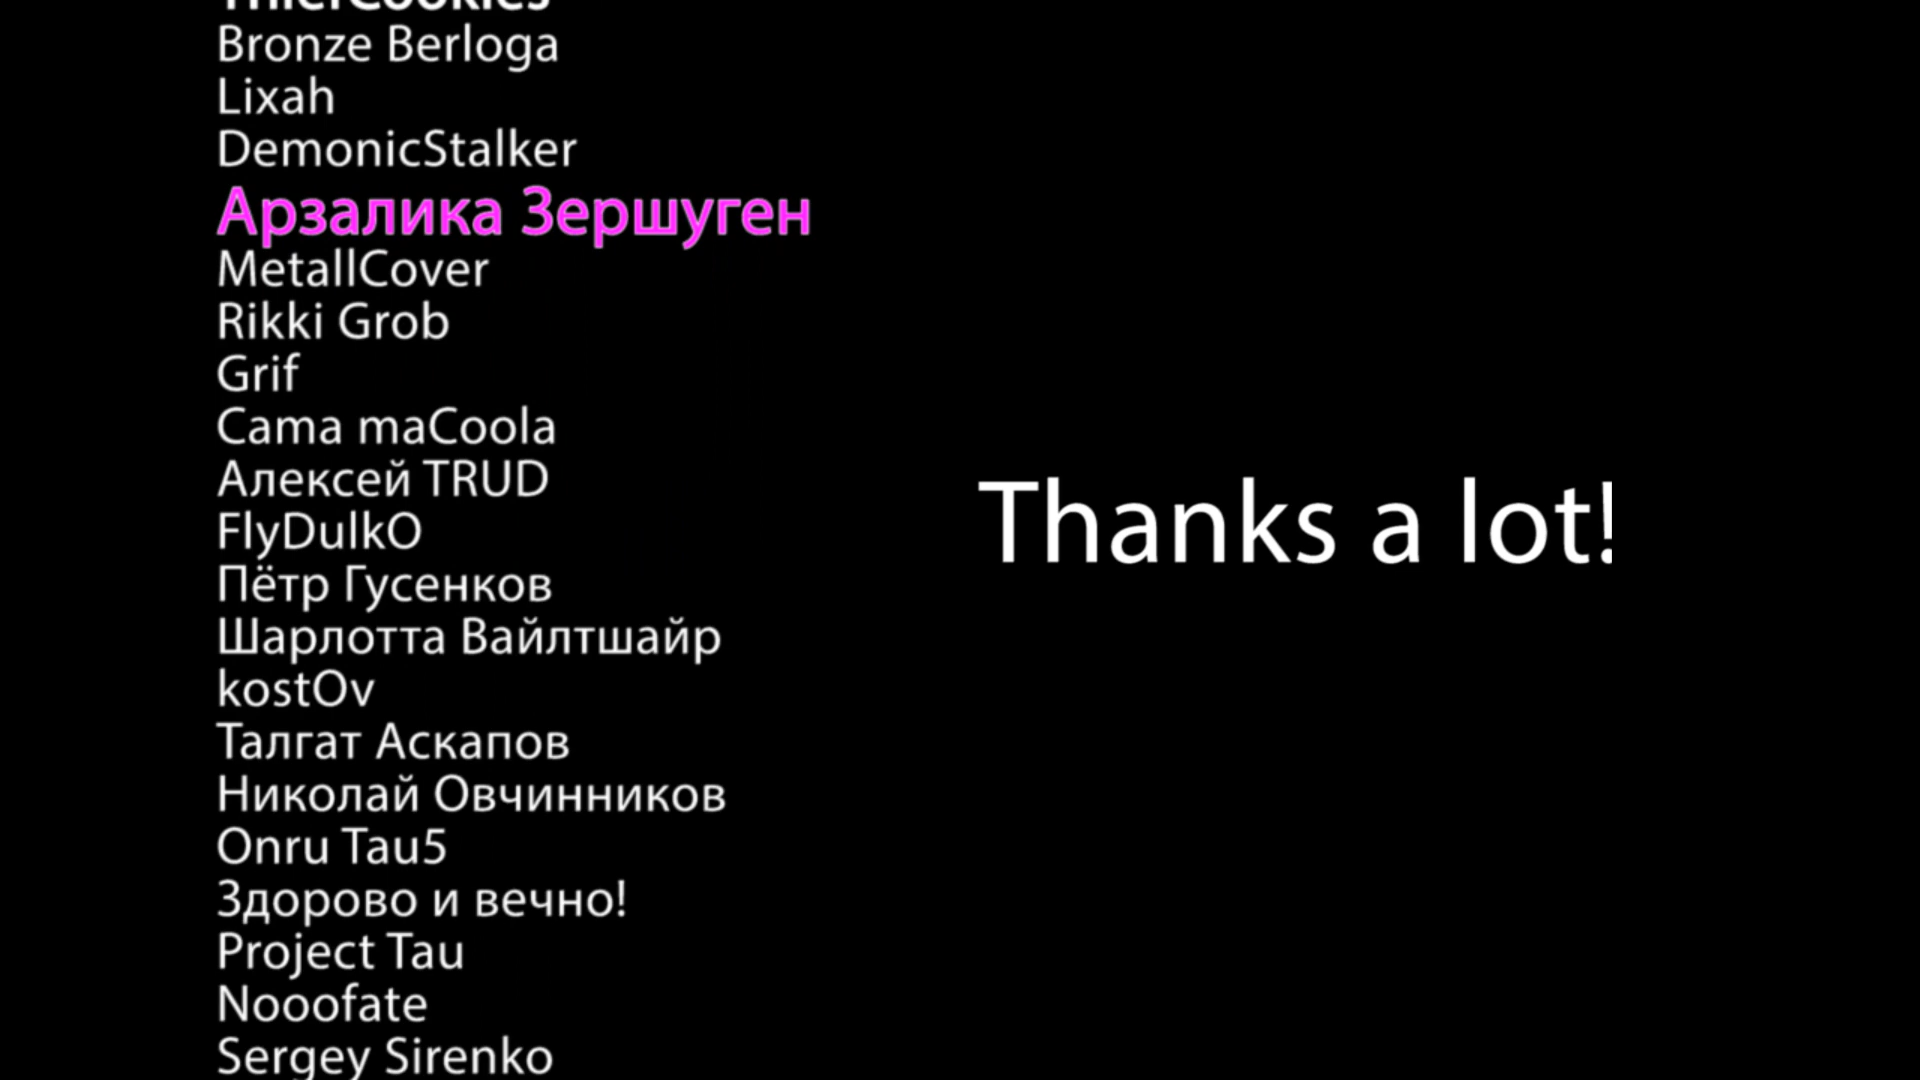 ThiefCookies
Bronze Berloga
Lixah
DemonicStalker
Арзалика Зершуген
MetallCover
Rikki Grob
Grif
Cama maCoola
Алексей TRUD
FlyDulkO
Пётр Гусенков
Шарлотта Вайлтшайр
kostOv
Талгат Аскапов
Николай Овчинников
Onru Tau5
Здорово и вечно!
Project Tau
Nooofate
Sergey Sirenko
Thanks a lot!